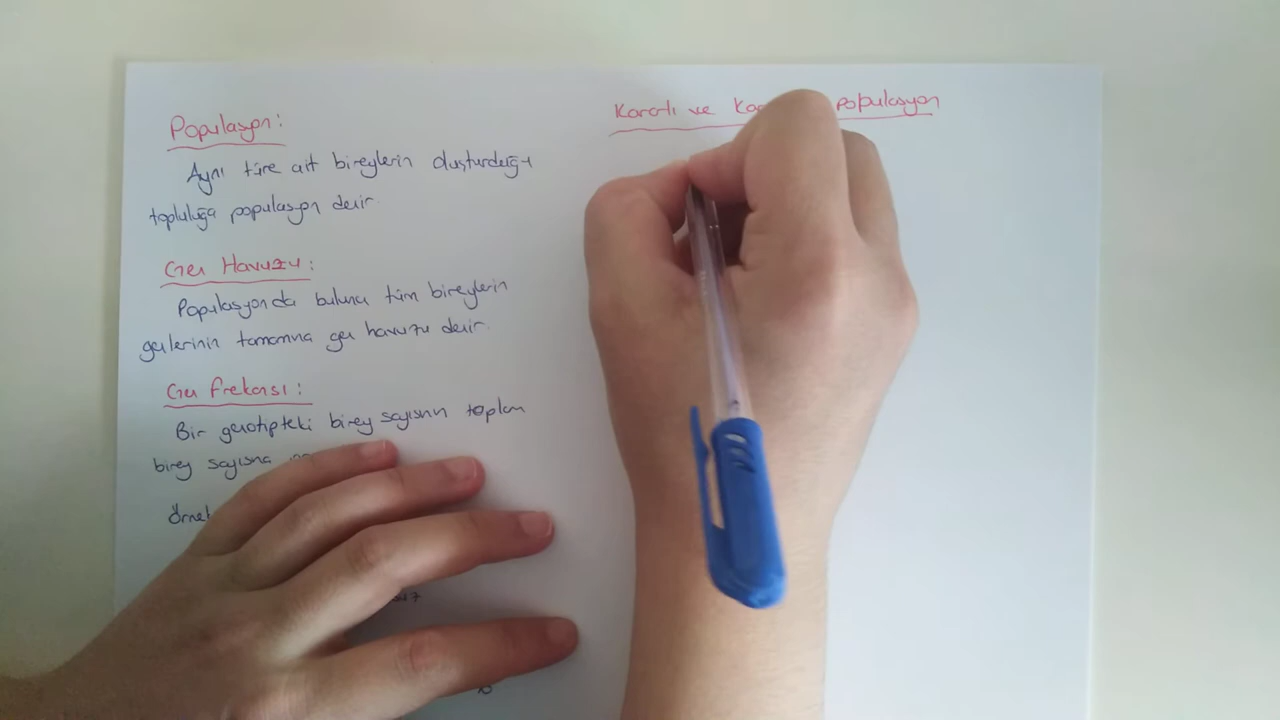 Populasyon:
Aynı türe ait bireylerin oluşturduğu
topluluğa populasyon denir.
Gen Havuzu:
Populasyonda bulunan tüm bireylerin
genlerinin tamamına gen havuzu denir.
Gen Frekansı:
Bir genotipteki birey sayısının toplam
birey sayısına
Kararlı ve populasyon